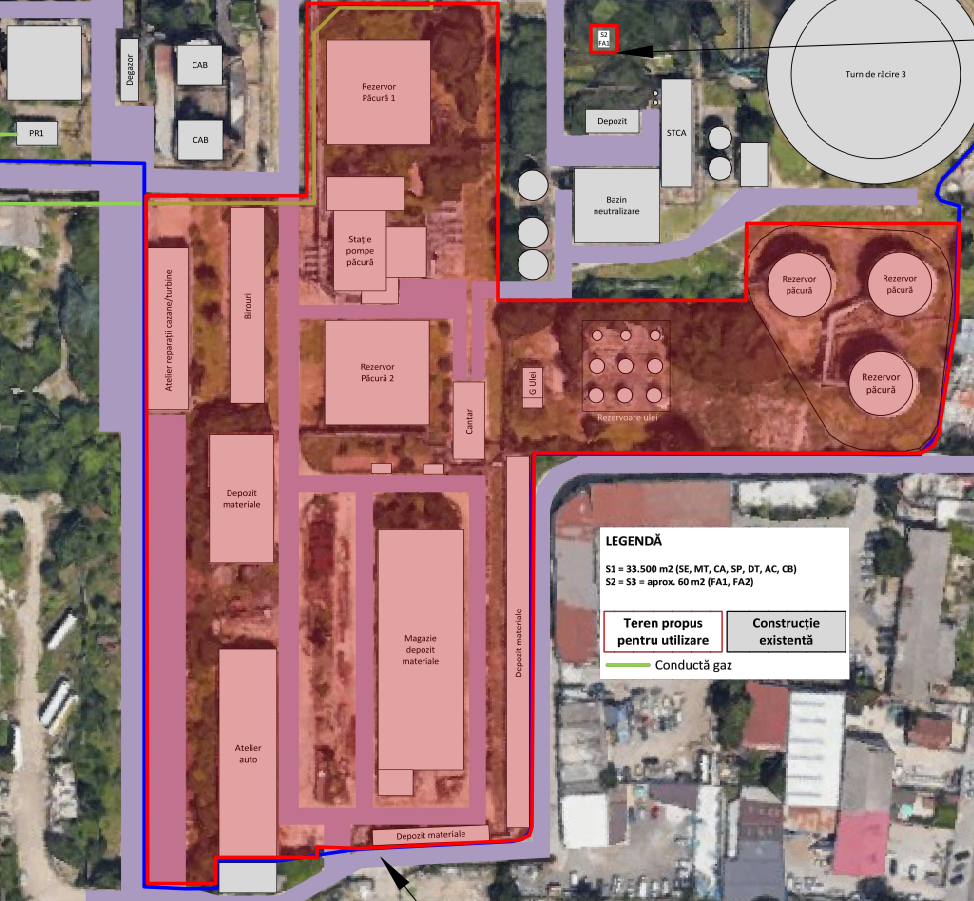 S2
FA1
Degazor
CAB
Rezervor
Păcură 1
Turn de răcire 3
Depozit
PR1
CAB
STCA
Bazin
neutralizare
Stație
pompe
păcură
Rezervor
păcură
Rezervor
păcură
Atelier reparații cazane/turbine
Birouri
Rezervor
Păcură 2
G Ulei
Rezervor
păcură
Cantar
Rezervoare ulei
Depozit
materiale
LEGENDĂ
S1 = 33.500 m2 (SE, MT, CA, SP, DT, AC, CB)
S2 = S3 = aprox. 60 m2 (FA1, FA2)
Teren propus
pentru utilizare
Construcție
existentă
Conductă gaz
Magazie
depozit
materiale
Depozit materiale
Atelier
auto
Depozit materiale